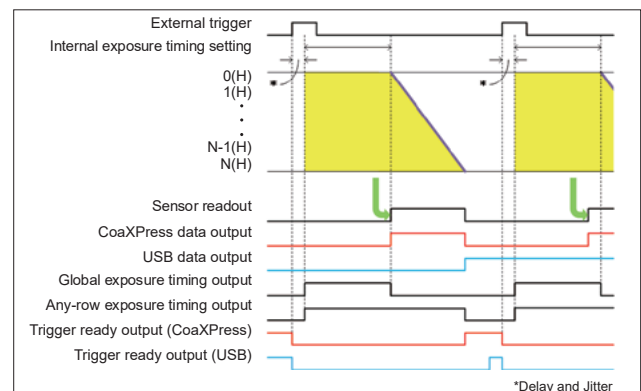 External trigger
Internal exposure timing setting
*
*
0(H)
1(H)
·
·
·
N-1(H)
N(H)
Sensor readout
CoaXPress data output
USB data output
Global exposure timing output
Any-row exposure timing output
Trigger ready output (CoaXPress)
Trigger ready output (USB)
*Delay and Jitter